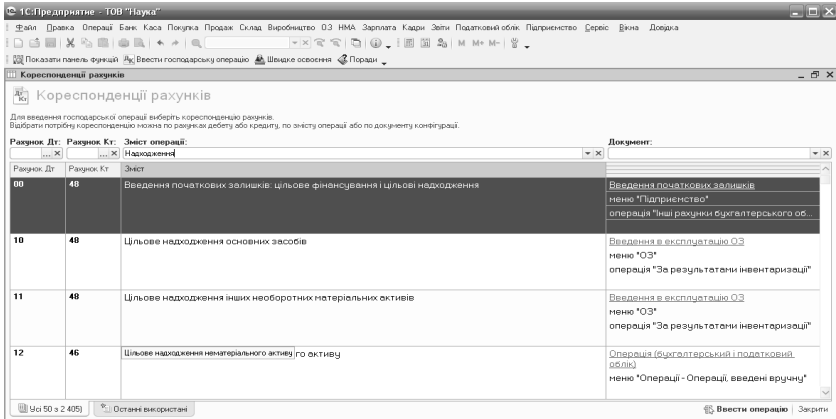 1С:Предприятие - ТОВ "Наука"
Файл Правка Операції Банк Каса Покупка Продаж Склад Виробництво ОЗ НМА Зарплата Кадри Звіти Податковий облік Підприємство Сервіс Вікна Довідка
M M+ M-
Показати панель функцій Ввести господарську операцію Швидке освоєння Поради
Кореспонденції рахунків
Кореспонденції рахунків
Для введення господарської операції виберіть кореспонденцію рахунків.
Відібрати потрібну кореспонденцію можна по рахунках дебету або кредиту, по змісту операції або по документу конфігурації.
Рахунок Дт: Рахунок Кт: Зміст операції: Документ:
... × ... × Надходження × ×
Рахунок Дт Рахунок Кт Зміст
00 48 Введення початкових залишків: цільове фінансування і цільові надходження Введення початкових залишків
меню "Підприємство"
операція "Інші рахунки бухгалтерського об...
10 48 Цільове надходження основних засобів Введення в експлуатацію ОЗ
меню "ОЗ"
операція "За результатами інвентаризації"
11 48 Цільове надходження інших необоротних матеріальних активів Введення в експлуатацію ОЗ
меню "ОЗ"
операція "За результатами інвентаризації"
12 46 Цільове надходження нематеріального активу го активу Операція (бухгалтерський і податковий
облік)
меню "Операції - Операції, введені вручну"
Усі 50 з 2 405) Останні використані Ввести операцію Закрити